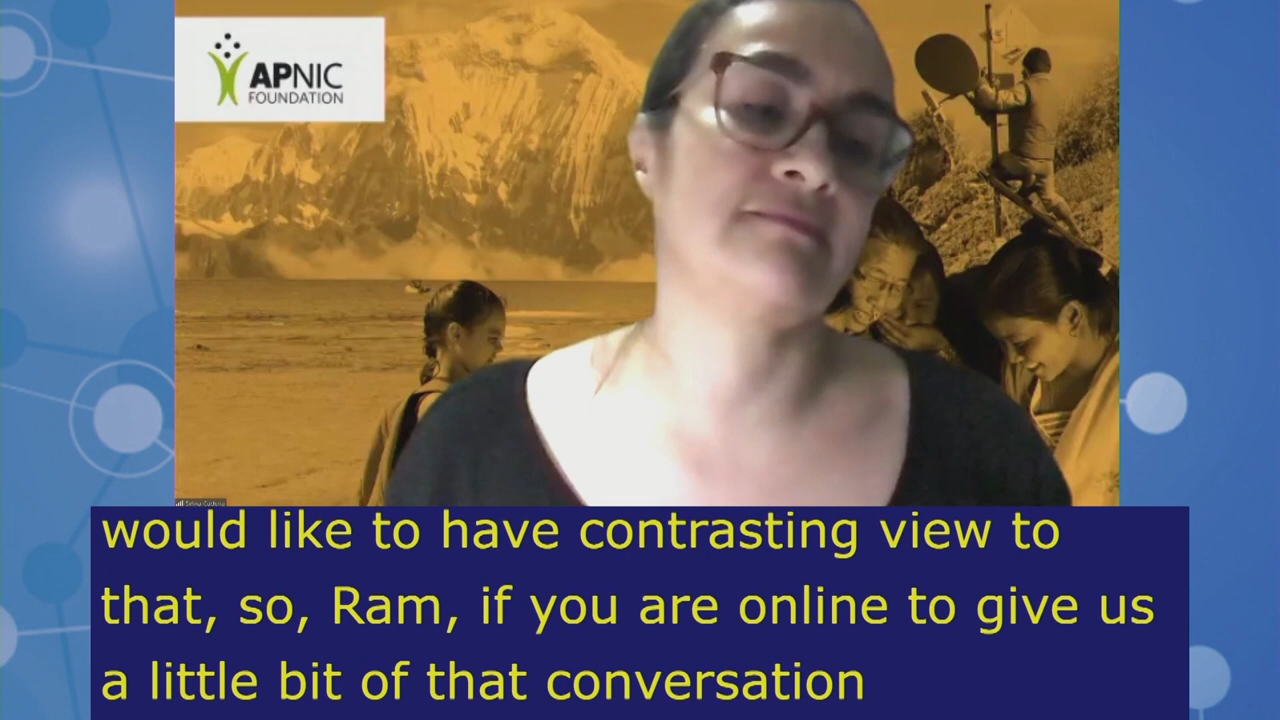 APNIC
FOUNDATION
would like to have contrasting view to
that, so, Ram, if you are online to give us
a little bit of that conversation